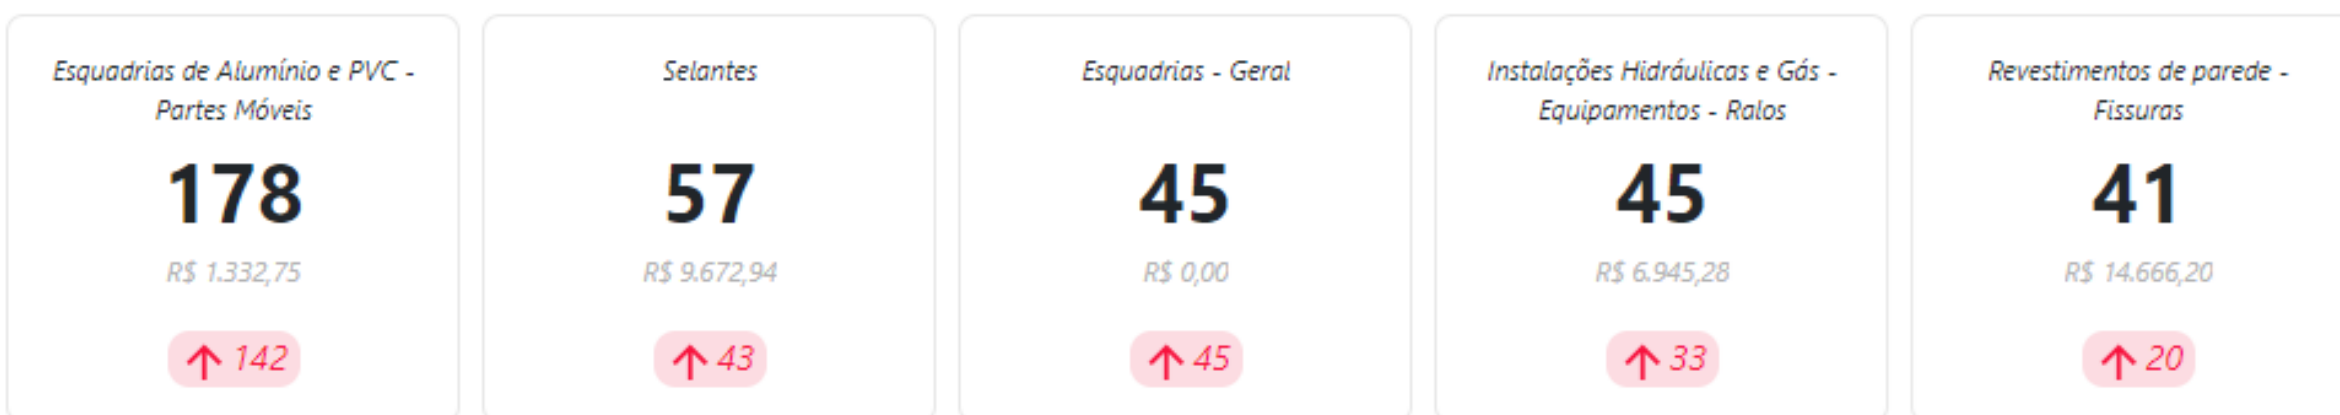 Esquadrias de Alumínio e PVC -
Partes Móveis
178
R$ 1.332,75
↑ 142
Selantes
57
R$ 9.672,94
↑ 43
Esquadrias - Geral
45
R$ 0,00
↑ 45
Instalações Hidráulicas e Gás -
Equipamentos - Ralos
45
R$ 6.945,28
↑ 33
Revestimentos de parede -
Fissuras
41
R$ 14.666,20
↑ 20